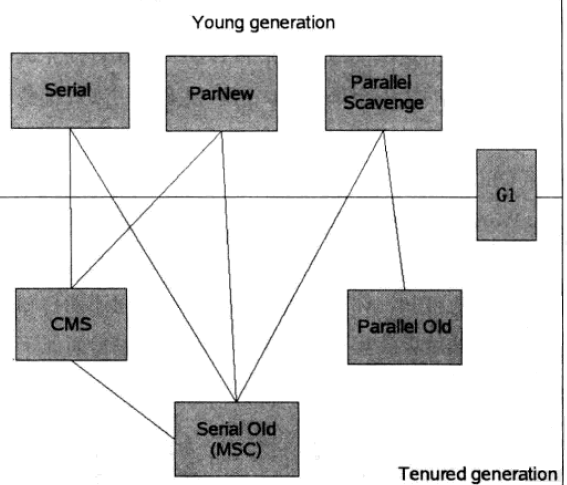 Young generation
Serial
ParNew
Parallel
Scavenge
G1
CMS
Parallel Old
Serial Old
(MSC)
Tenured generation